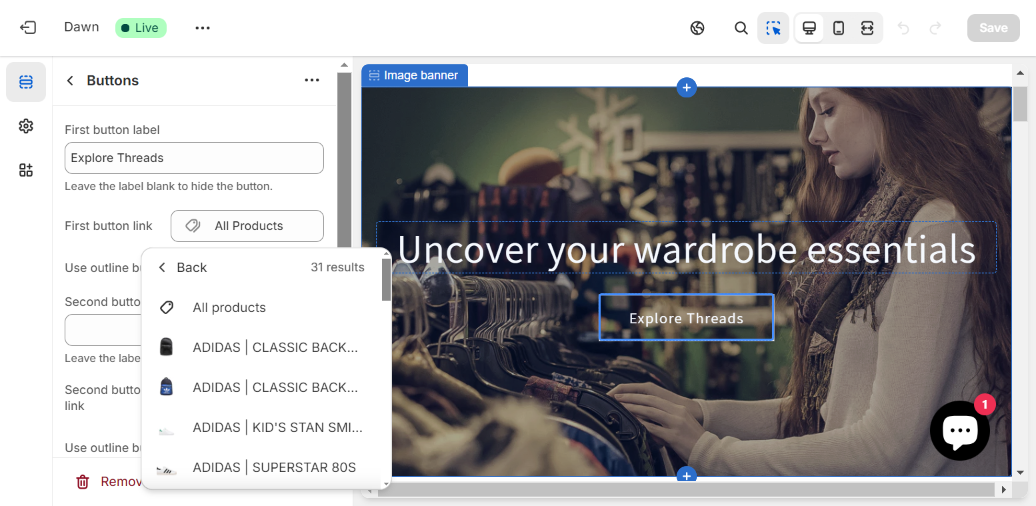 Dawn
Live
Save
Buttons
Image banner
First button label
Explore Threads
Leave the label blank to hide the button.
First button link
All Products
Use outline bu
Back
31 results
Second butto
All products
ADIDAS | CLASSIC BACK...
Leave the labe
ADIDAS | CLASSIC BACK...
Second butto
link
ADIDAS | KID'S STAN SMI...
Use outline bu
ADIDAS | SUPERSTAR 80S
Remov
Uncover your wardrobe essentials
Explore Threads
1